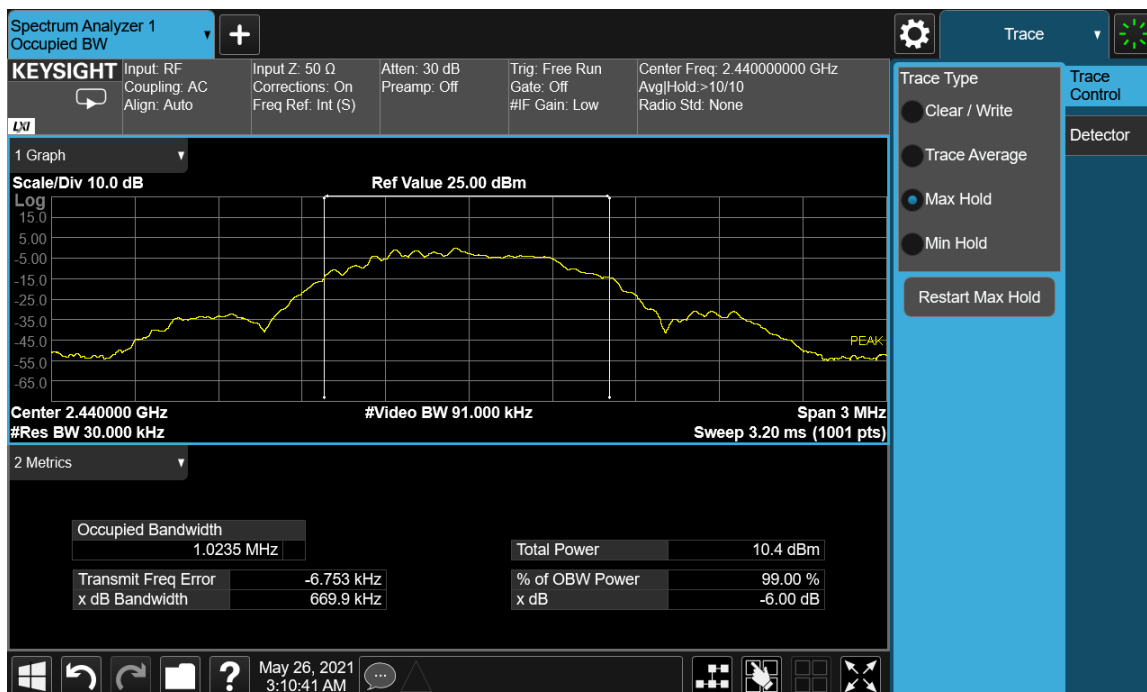 Spectrum Analyzer 1
Occupied BW
Trace
KEYSIGHT
LXI
Input: RF
Coupling: AC
Align: Auto
Input Z: 50 Ω
Corrections: On
Freq Ref: Int (S)
Atten: 30 dB
Preamp: Off
Trig: Free Run
Gate: Off
#IF Gain: Low
Center Freq: 2.440000000 GHz
Avg|Hold:>10/10
Radio Std: None
Trace Type
Clear / Write
Trace Average
Max Hold
Min Hold
Restart Max Hold
Trace
Control
Detector
1 Graph
Scale/Div 10.0 dB
Ref Value 25.00 dBm
Log
15.0
5.00
-5.00
-15.0
-25.0
-35.0
-45.0
-55.0
-65.0
PEAK
Center 2.440000 GHz
#Video BW 91.000 kHz
Span 3 MHz
#Res BW 30.000 kHz
Sweep 3.20 ms (1001 pts)
2 Metrics
Occupied Bandwidth
1.0235 MHz
Total Power 10.4 dBm
Transmit Freq Error -6.753 kHz
% of OBW Power 99.00 %
x dB Bandwidth 669.9 kHz
x dB -6.00 dB
?
May 26, 2021
3:10:41 AM